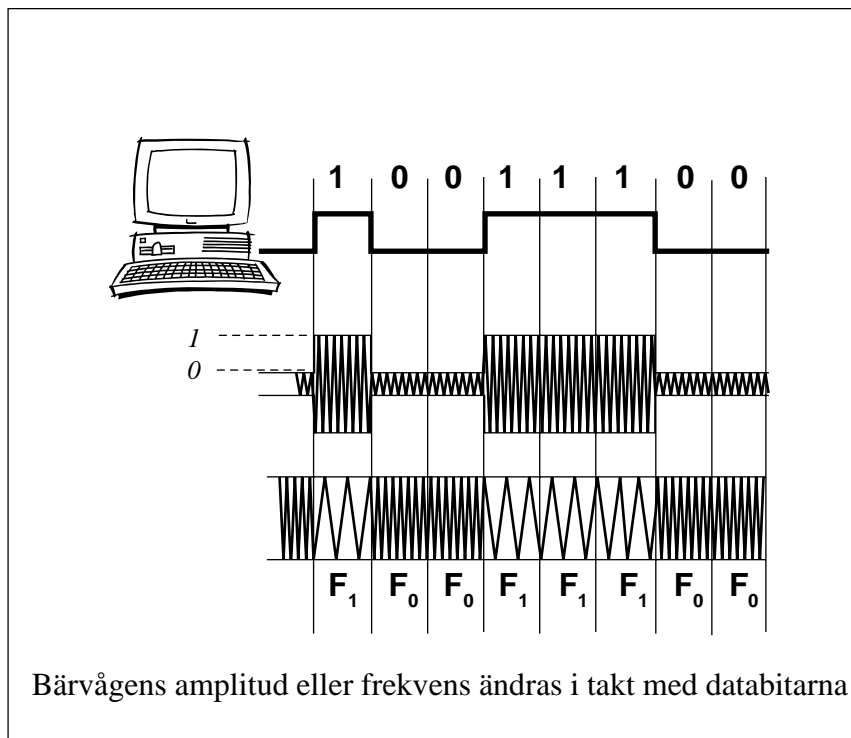 1 0 0 1 1 1 0 0
1
0
F₁ F₀ F₀ F₁ F₁ F₁ F₀ F₀
Bärvågens amplitud eller frekvens ändras i takt med databitarna